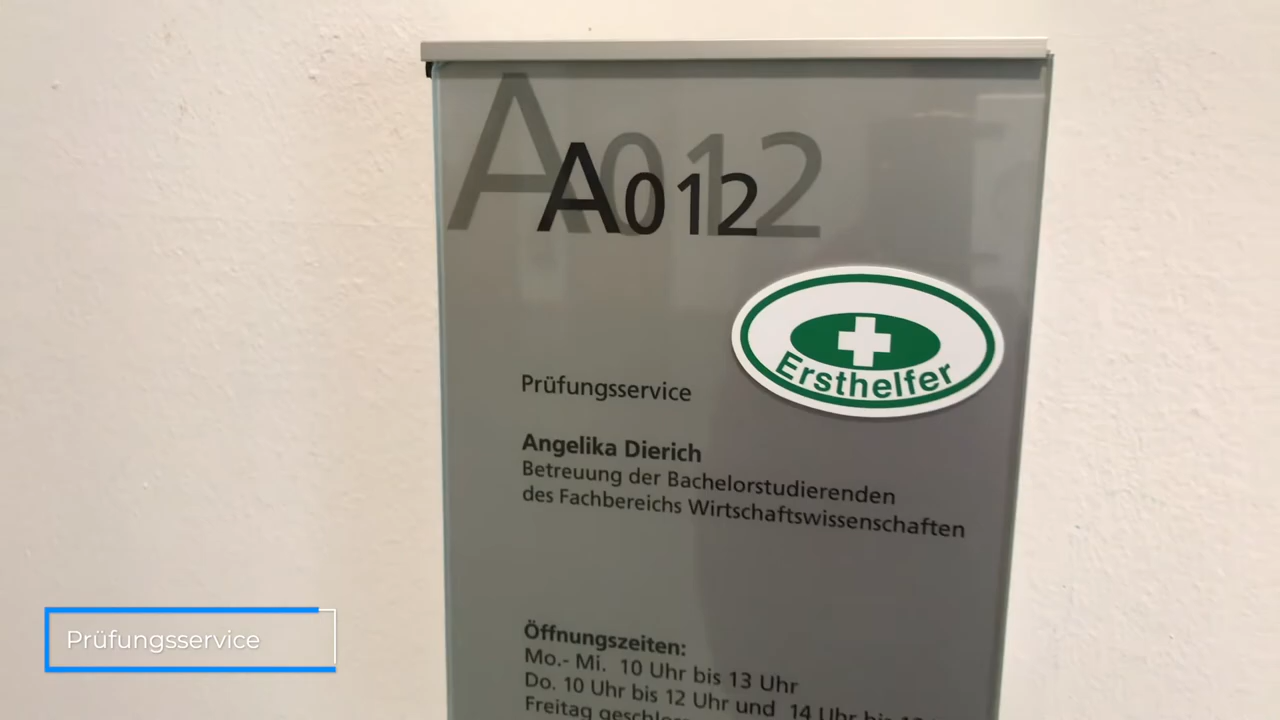 A012
A012
Ersthelfer
Prüfungsservice
Angelika Dierich
Betreuung der Bachelorstudierenden
des Fachbereichs Wirtschaftswissenschaften
Öffnungszeiten:
Mo.- Mi. 10 Uhr bis 13 Uhr
Do. 10 Uhr bis 12 Uhr und 14 Uhr bis
Freitag
Prüfungsservice